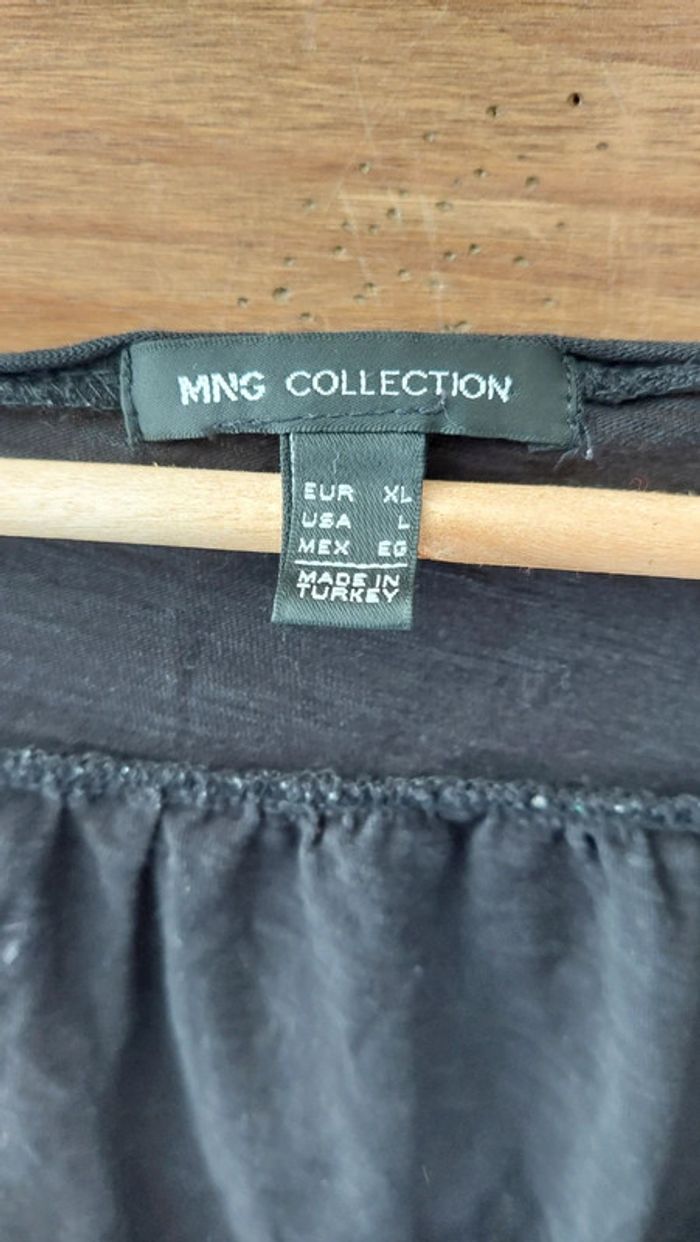 MNG COLLECTION
EUR XL
USA L
MEX EG
MADE IN
TURKEY